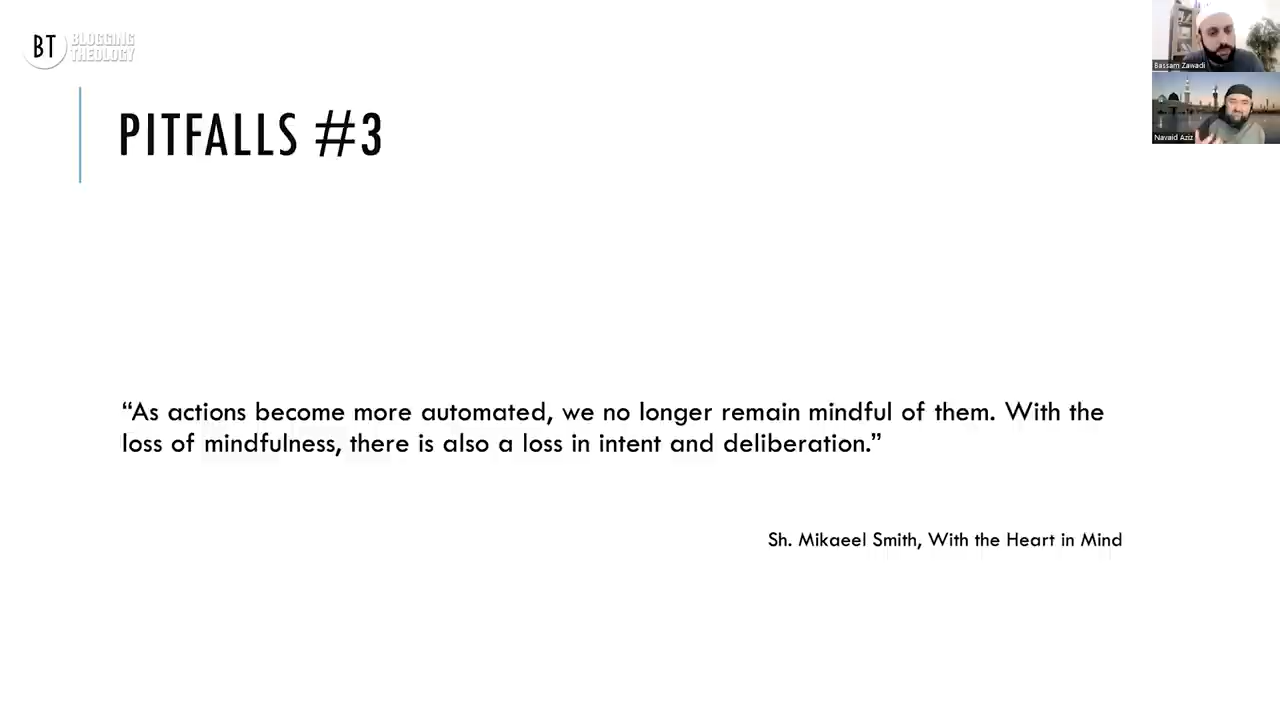 BT BLOGGING
THEOLOGY
Bassam Zawadi
Navaid Aziz
PITFALLS #3
“As actions become more automated, we no longer remain mindful of them. With the
loss of mindfulness, there is also a loss in intent and deliberation.”
Sh. Mikaeel Smith, With the Heart in Mind